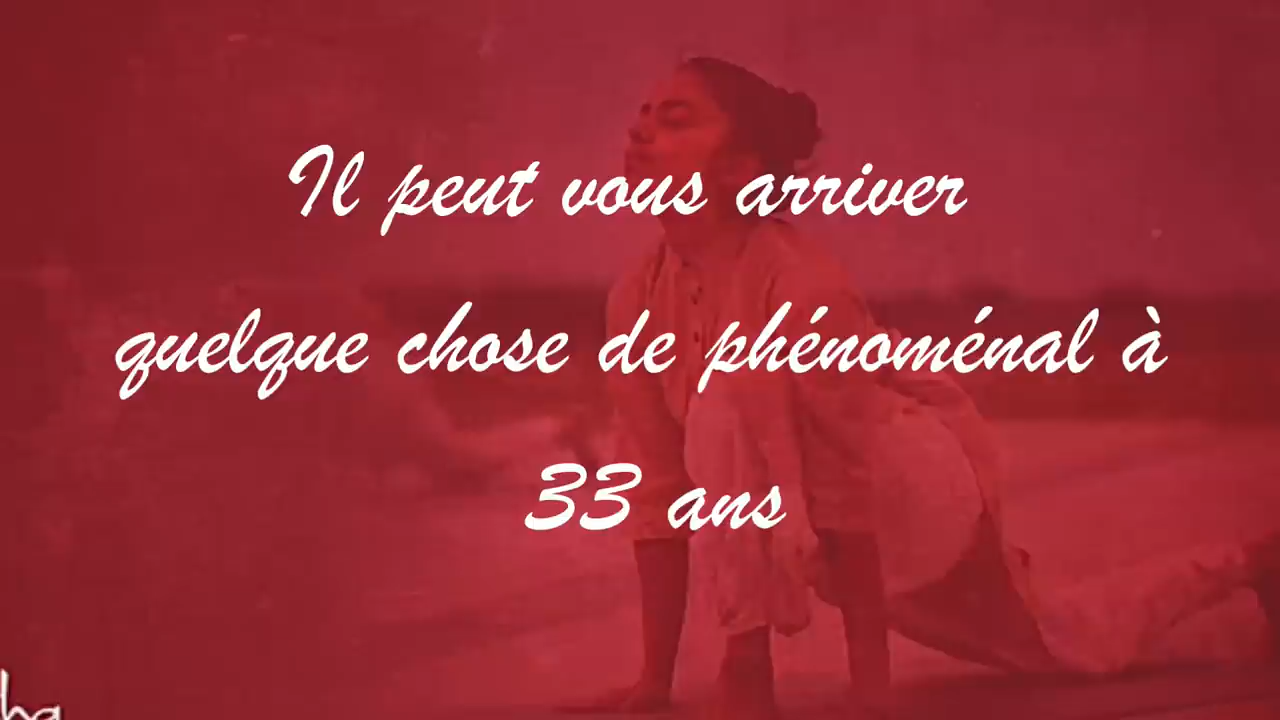 Il peut vous arriver
quelque chose de phénoménal à
33 ans